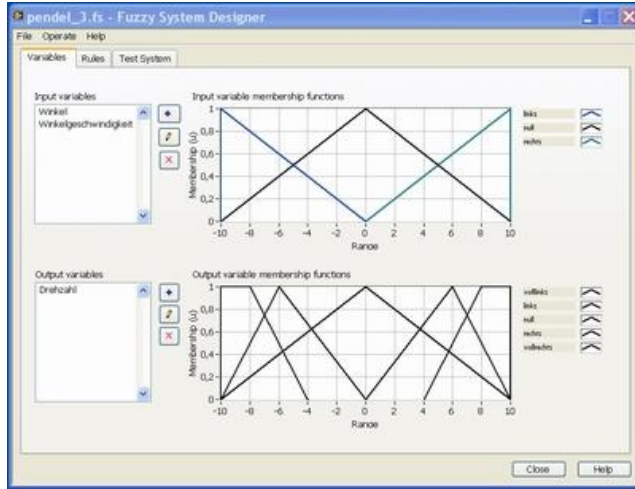 pendel_3.fs - Fuzzy System Designer
File Operate Help
Variables Rules Test System
Input variables
Winkel
Winkelgeschwindigkeit
Input variable membership functions
Membership (u)
1
0,8
0,6
0,4
0,2
0
-10 -8 -6 -4 -2 0 2 4 6 8 10
Range
links
null
rechts
Output variables
Drehzahl
Output variable membership functions
Membership (u)
1
0,8
0,6
0,4
0,2
0
-10 -8 -6 -4 -2 0 2 4 6 8 10
Range
volllinks
links
null
rechts
vollrechts
Close Help